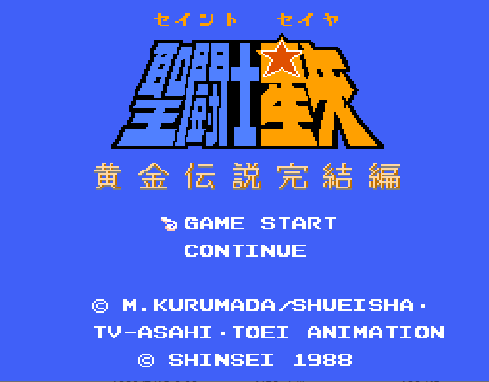 セイント セイヤ
聖闘士星矢
黄金伝説完結編
GAME START
CONTINUE
© M.KURUMADA/SHUEISHA·
TV-ASAHI·TOEI ANIMATION
© SHINSEI 1988